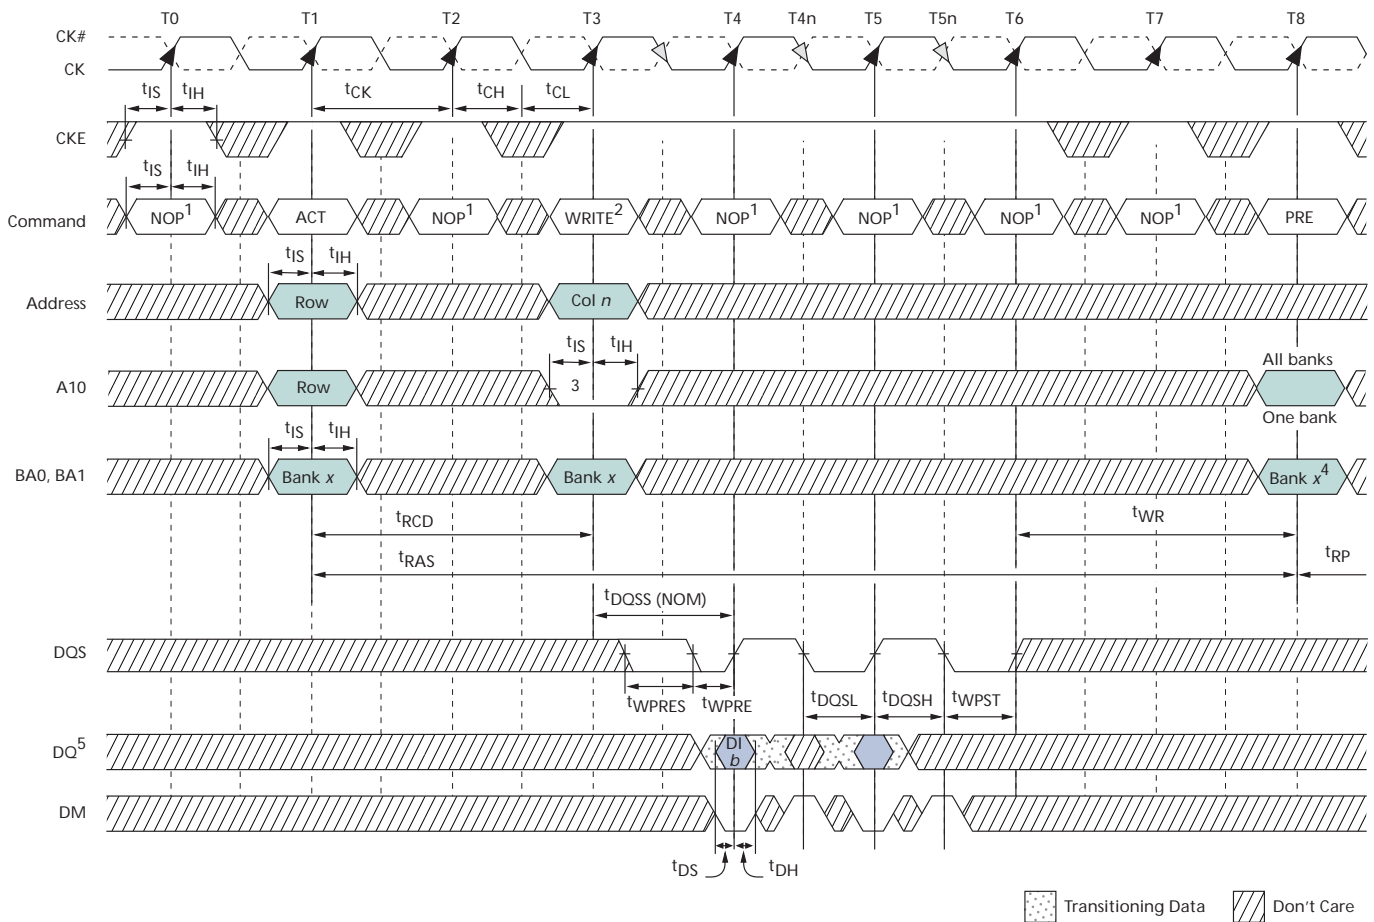 T0 T1 T2 T3 T4 T4n T5 T5n T6 T7 T8
CK#
CK
tIS tIH tCK tCH tCL
CKE
tIS tIH
Command NOP1 ACT NOP1 WRITE2 NOP1 NOP1 NOP1 NOP1 PRE
tIS tIH
Address Row Col n
tIS tIH
All banks
A10 Row 3
One bank
tIS tIH
BA0, BA1 Bank x Bank x Bank x4
tRCD tWR
tRAS tRP
tDQSS (NOM)
DQS
tWPRES tWPRE tDQSL tDQSH tWPST
DQ5 DI
b
DM
tDS tDH
Transitioning Data Don't Care